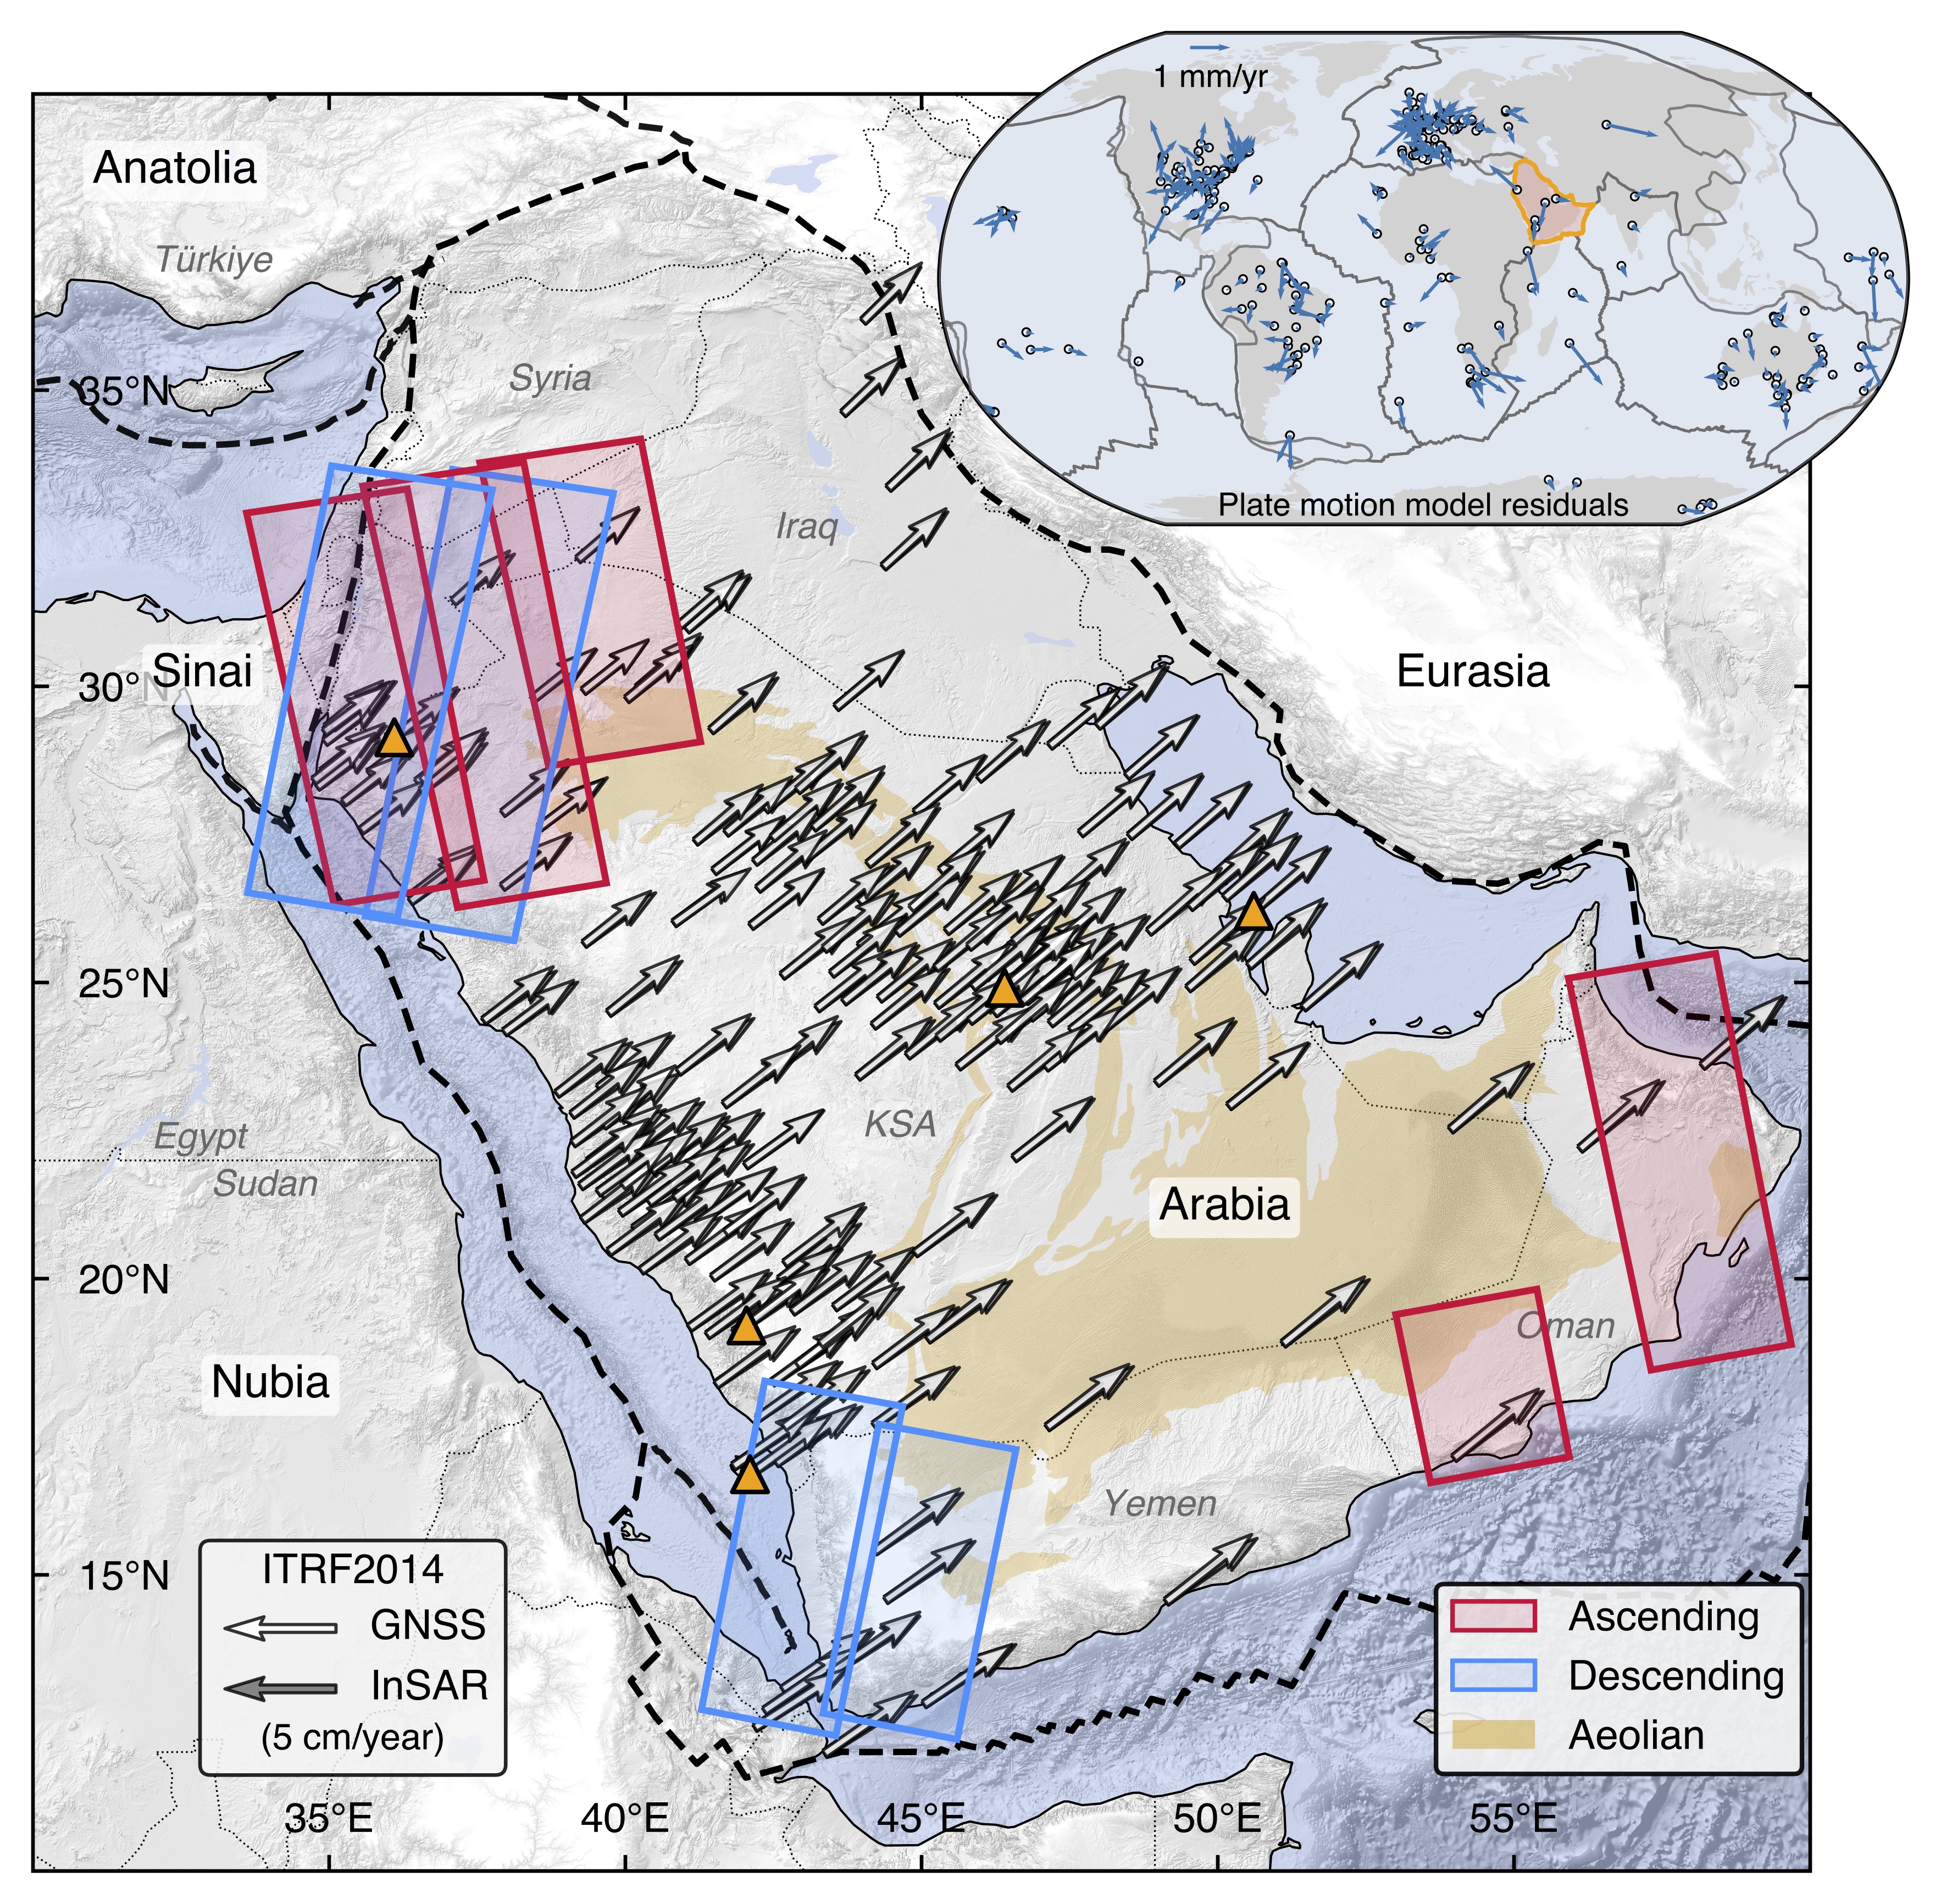 1 mm/yr
Plate motion model residuals
Anatolia
Türkiye
35°N
Syria
Iraq
Sinai
30°N
Eurasia
25°N
Egypt
Sudan
KSA
Arabia
20°N
Oman
Nubia
Yemen
15°N
ITRF2014
GNSS
InSAR
(5 cm/year)
Ascending
Descending
Aeolian
35°E
40°E
45°E
50°E
55°E